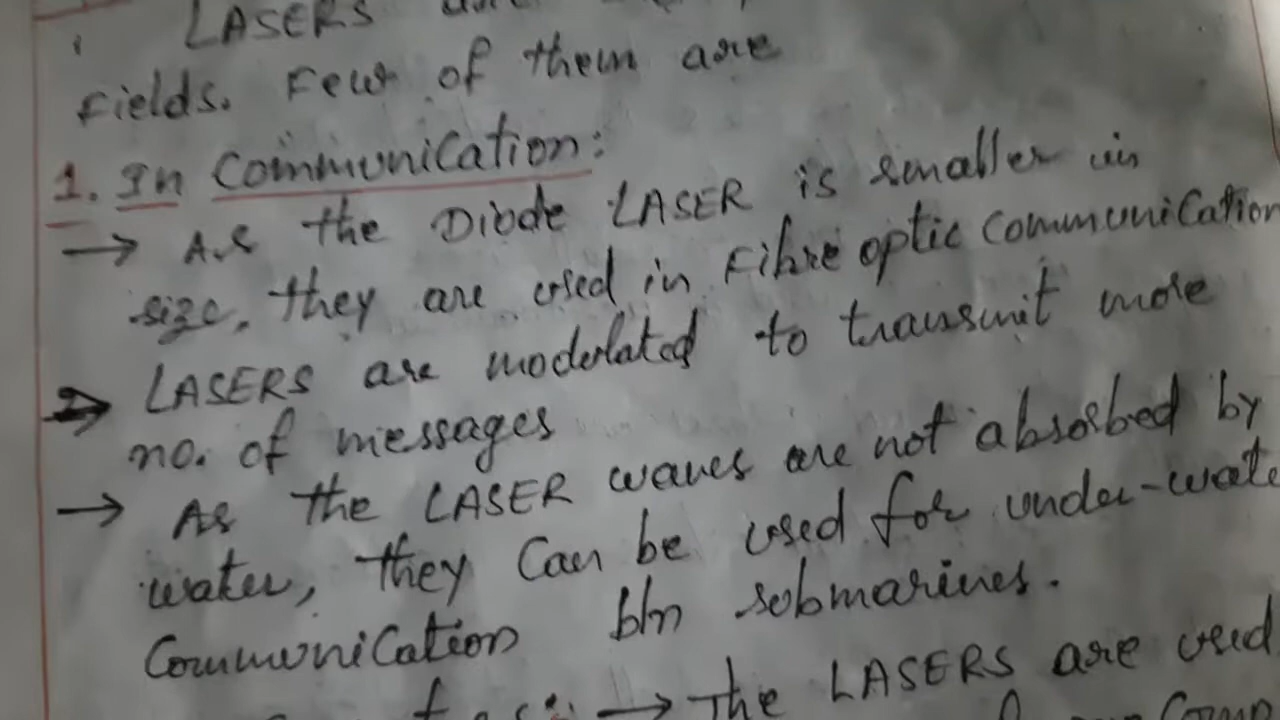 LASERS are
Fields. Few of them are
1. In Communication:
→ As the Diode LASER is smaller in
size, they are used in Fibre optic Communication
→ LASERS are modulated to transmit more
no. of messages
→ As the LASER waves are not absorbed by
water, they Can be used for under-wate
Communication b/n submarines.
→ The LASERS are used